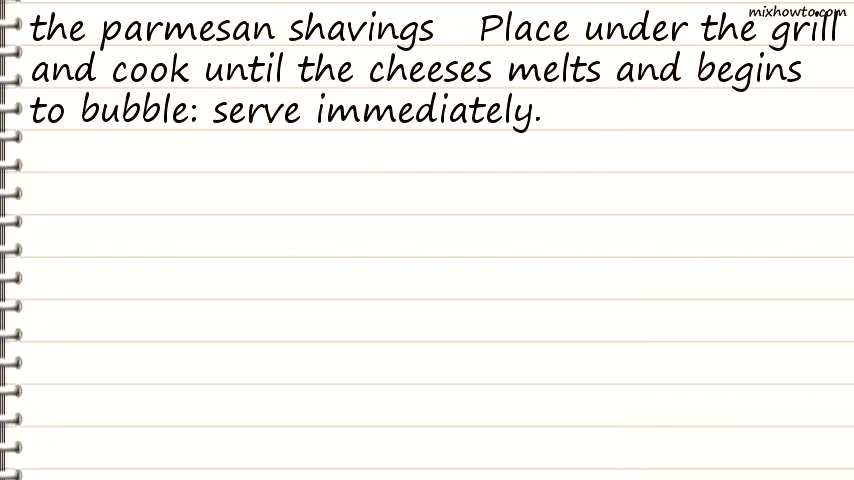 mixhowto.com
the parmesan shavings   Place under the grill
and cook until the cheeses melts and begins
to bubble: serve immediately.